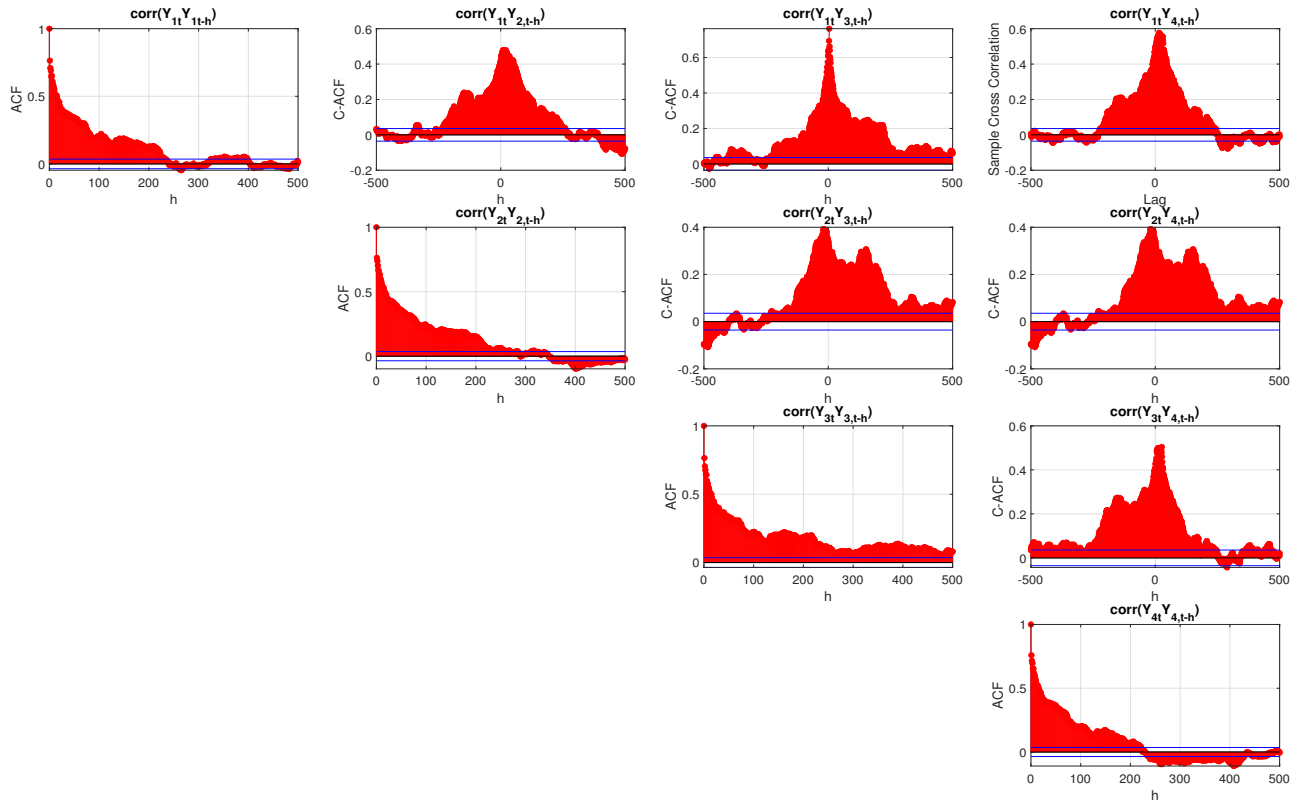 corr(Y1tY1t-h)
1
0.5
0
ACF
0 100 200 300 400 500
h
corr(Y1tY2,t-h)
0.6
0.4
0.2
0
-0.2
C-ACF
-500 0 500
h
corr(Y1tY3,t-h)
0.6
0.4
0.2
0
C-ACF
-500 0 500
h
corr(Y1tY4,t-h)
0.6
0.4
0.2
0
-0.2
Sample Cross Correlation
-500 0 500
Lag
corr(Y2tY2,t-h)
1
0.5
0
ACF
0 100 200 300 400 500
h
corr(Y2tY3,t-h)
0.4
0.2
0
-0.2
C-ACF
-500 0 500
h
corr(Y2tY4,t-h)
0.4
0.2
0
-0.2
C-ACF
-500 0 500
h
corr(Y3tY3,t-h)
1
0.5
0
ACF
0 100 200 300 400 500
h
corr(Y3tY4,t-h)
0.6
0.4
0.2
0
C-ACF
-500 0 500
h
corr(Y4tY4,t-h)
1
0.5
0
ACF
0 100 200 300 400 500
h